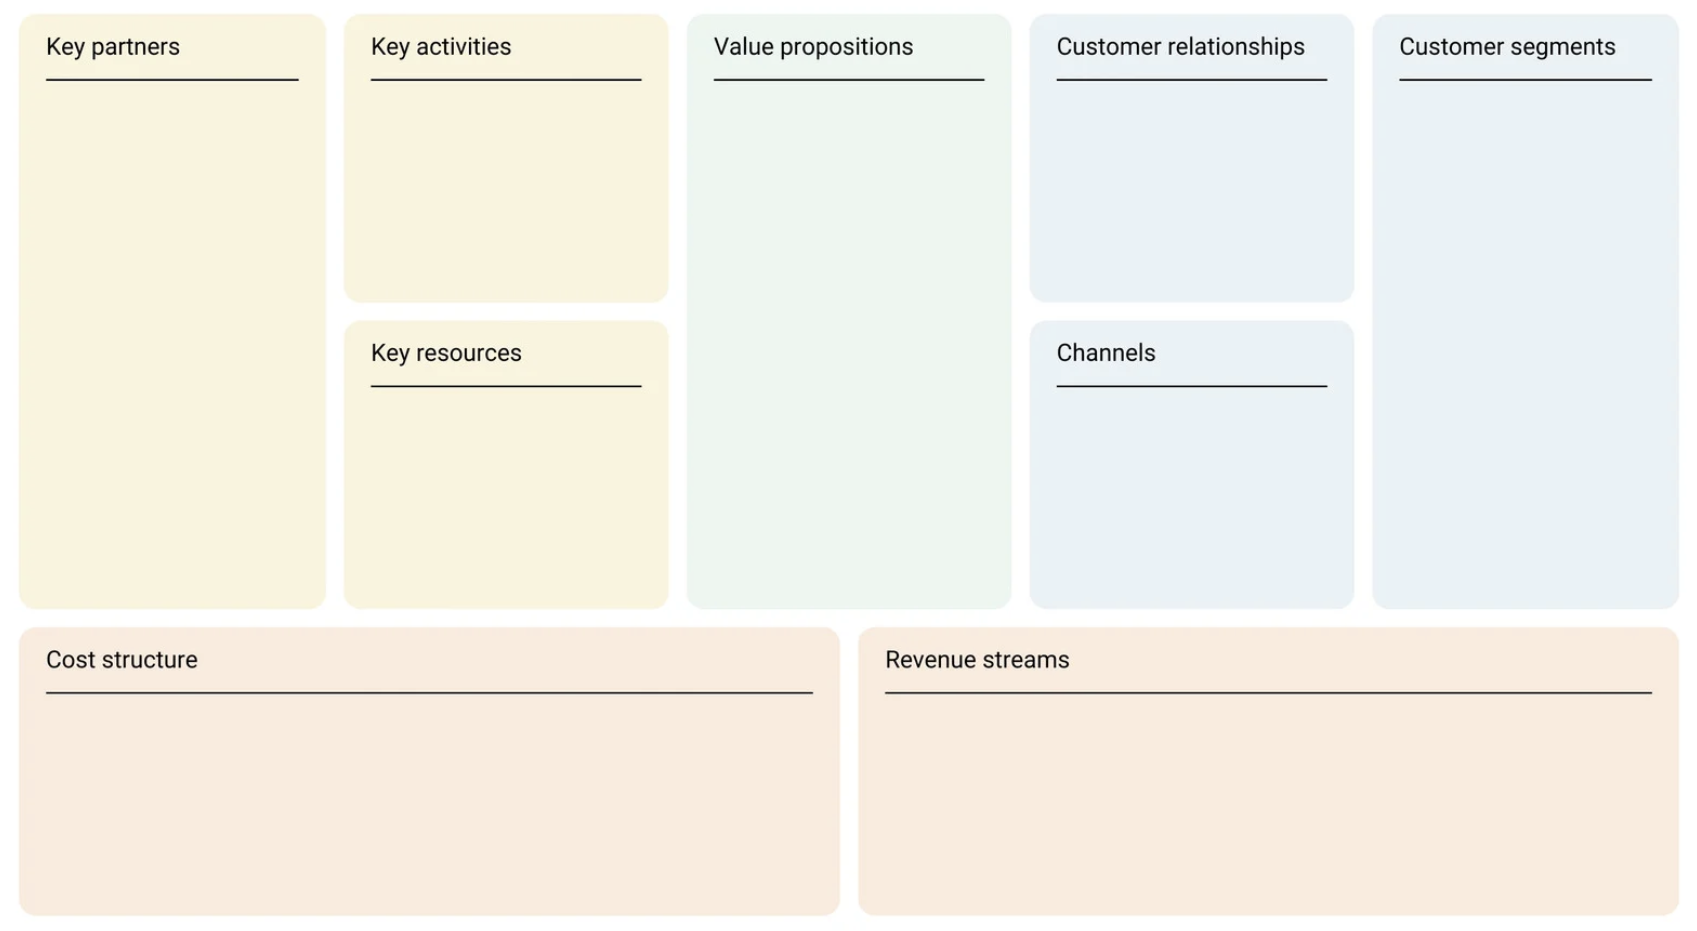 Key partners
Key activities
Value propositions
Customer relationships
Customer segments
Key resources
Channels
Cost structure
Revenue streams